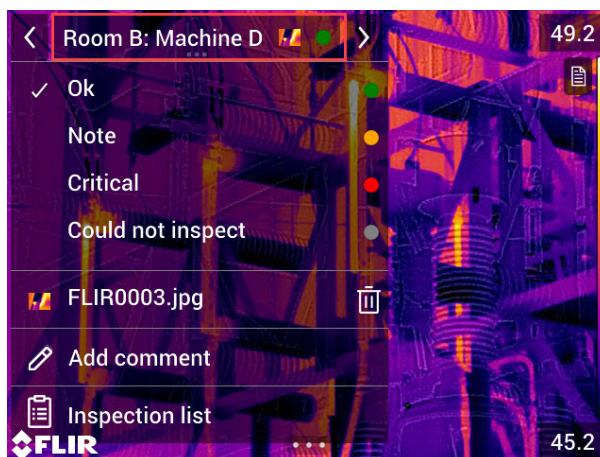 Room B: Machine D
49.2
Ok
Note
Critical
Could not inspect
FLIR0003.jpg
Add comment
Inspection list
FLIR
45.2